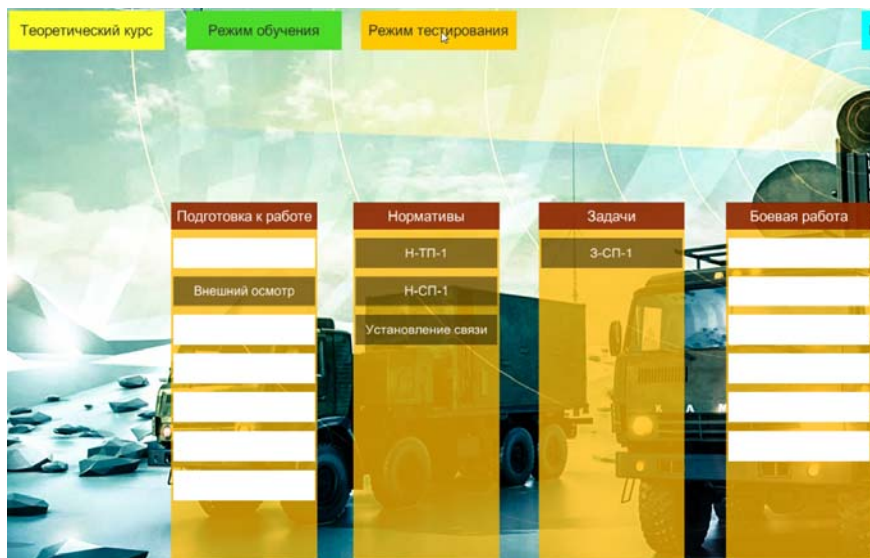 Теоретический курс
Режим обучения
Режим тестирования
Подготовка к работе
Внешний осмотр
Нормативы
Н-ТП-1
Н-СП-1
Установление связи
Задачи
З-СП-1
Боевая работа
К А М